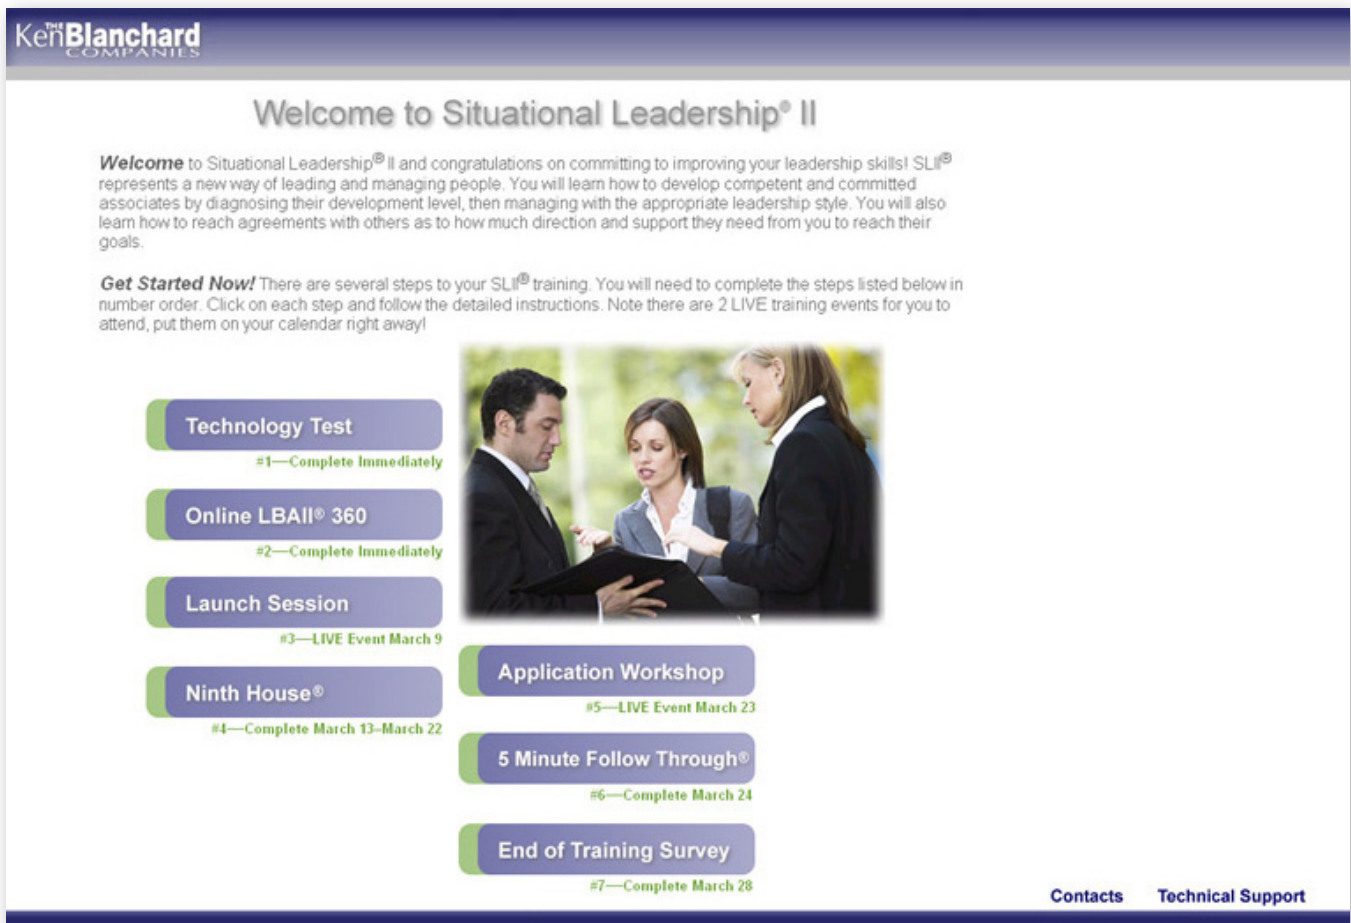 THE
Ken Blanchard
COMPANIES
Welcome to Situational Leadership® II
Welcome to Situational Leadership® II and congratulations on committing to improving your leadership skills! SLII®
represents a new way of leading and managing people. You will learn how to develop competent and committed
associates by diagnosing their development level, then managing with the appropriate leadership style. You will also
learn how to reach agreements with others as to how much direction and support they need from you to reach their
goals.
Get Started Now! There are several steps to your SLII® training. You will need to complete the steps listed below in
number order. Click on each step and follow the detailed instructions. Note there are 2 LIVE training events for you to
attend, put them on your calendar right away!
Technology Test
#1—Complete Immediately
Online LBAII® 360
#2—Complete Immediately
Launch Session
#3—LIVE Event March 9
Ninth House®
#4—Complete March 13–March 22
Application Workshop
#5—LIVE Event March 23
5 Minute Follow Through®
#6—Complete March 24
End of Training Survey
#7—Complete March 28
Contacts Technical Support